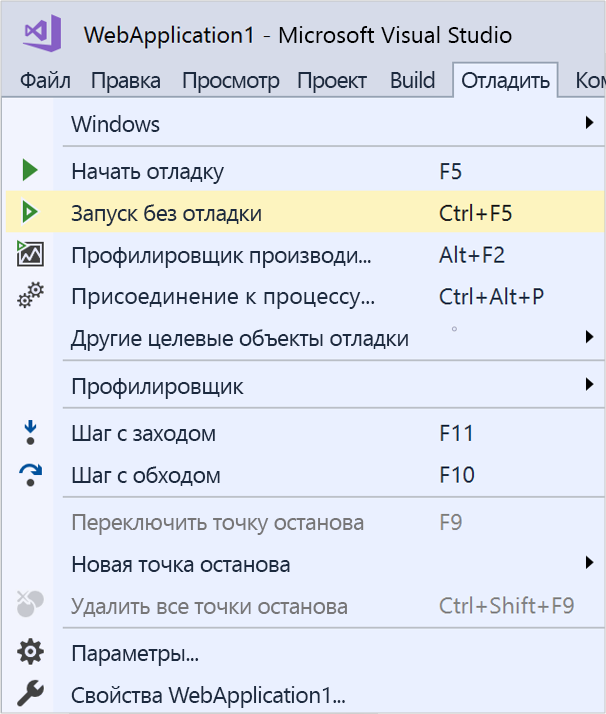 WebApplication1 - Microsoft Visual Studio
Файл Правка Просмотр Проект Build Отладить Ком
Windows
Начать отладку F5
Запуск без отладки Ctrl+F5
Профилировщик производи... Alt+F2
Присоединение к процессу... Ctrl+Alt+P
Другие целевые объекты отладки
Профилировщик
Шаг с заходом F11
Шаг с обходом F10
Переключить точку останова F9
Новая точка останова
Удалить все точки останова Ctrl+Shift+F9
Параметры...
Свойства WebApplication1...